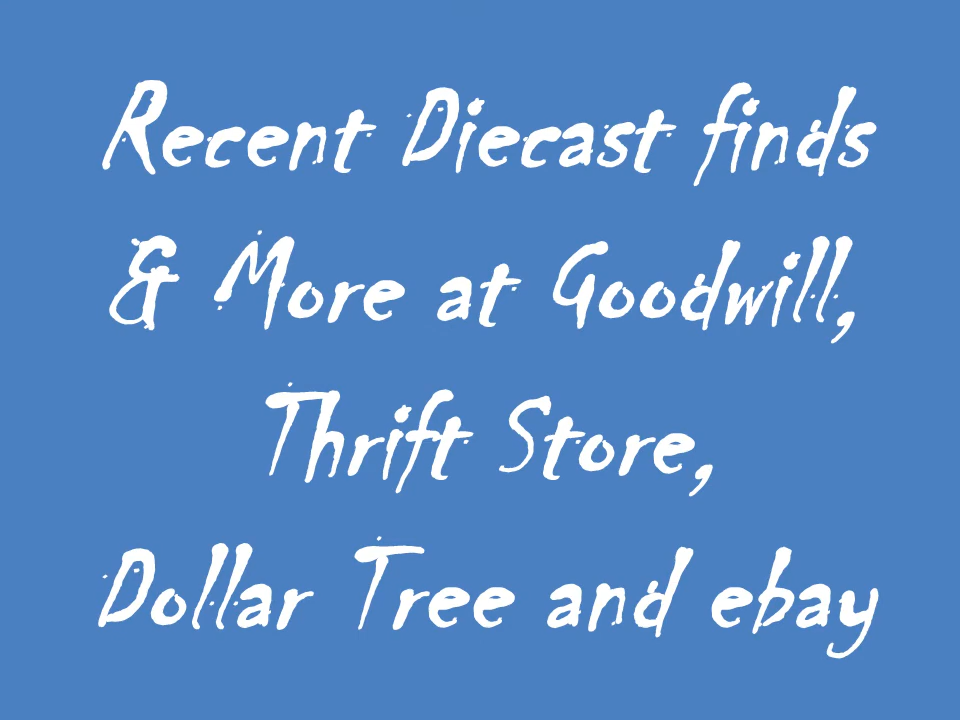 Recent Diecast finds
& More at Goodwill,
Thrift Store,
Dollar Tree and ebay